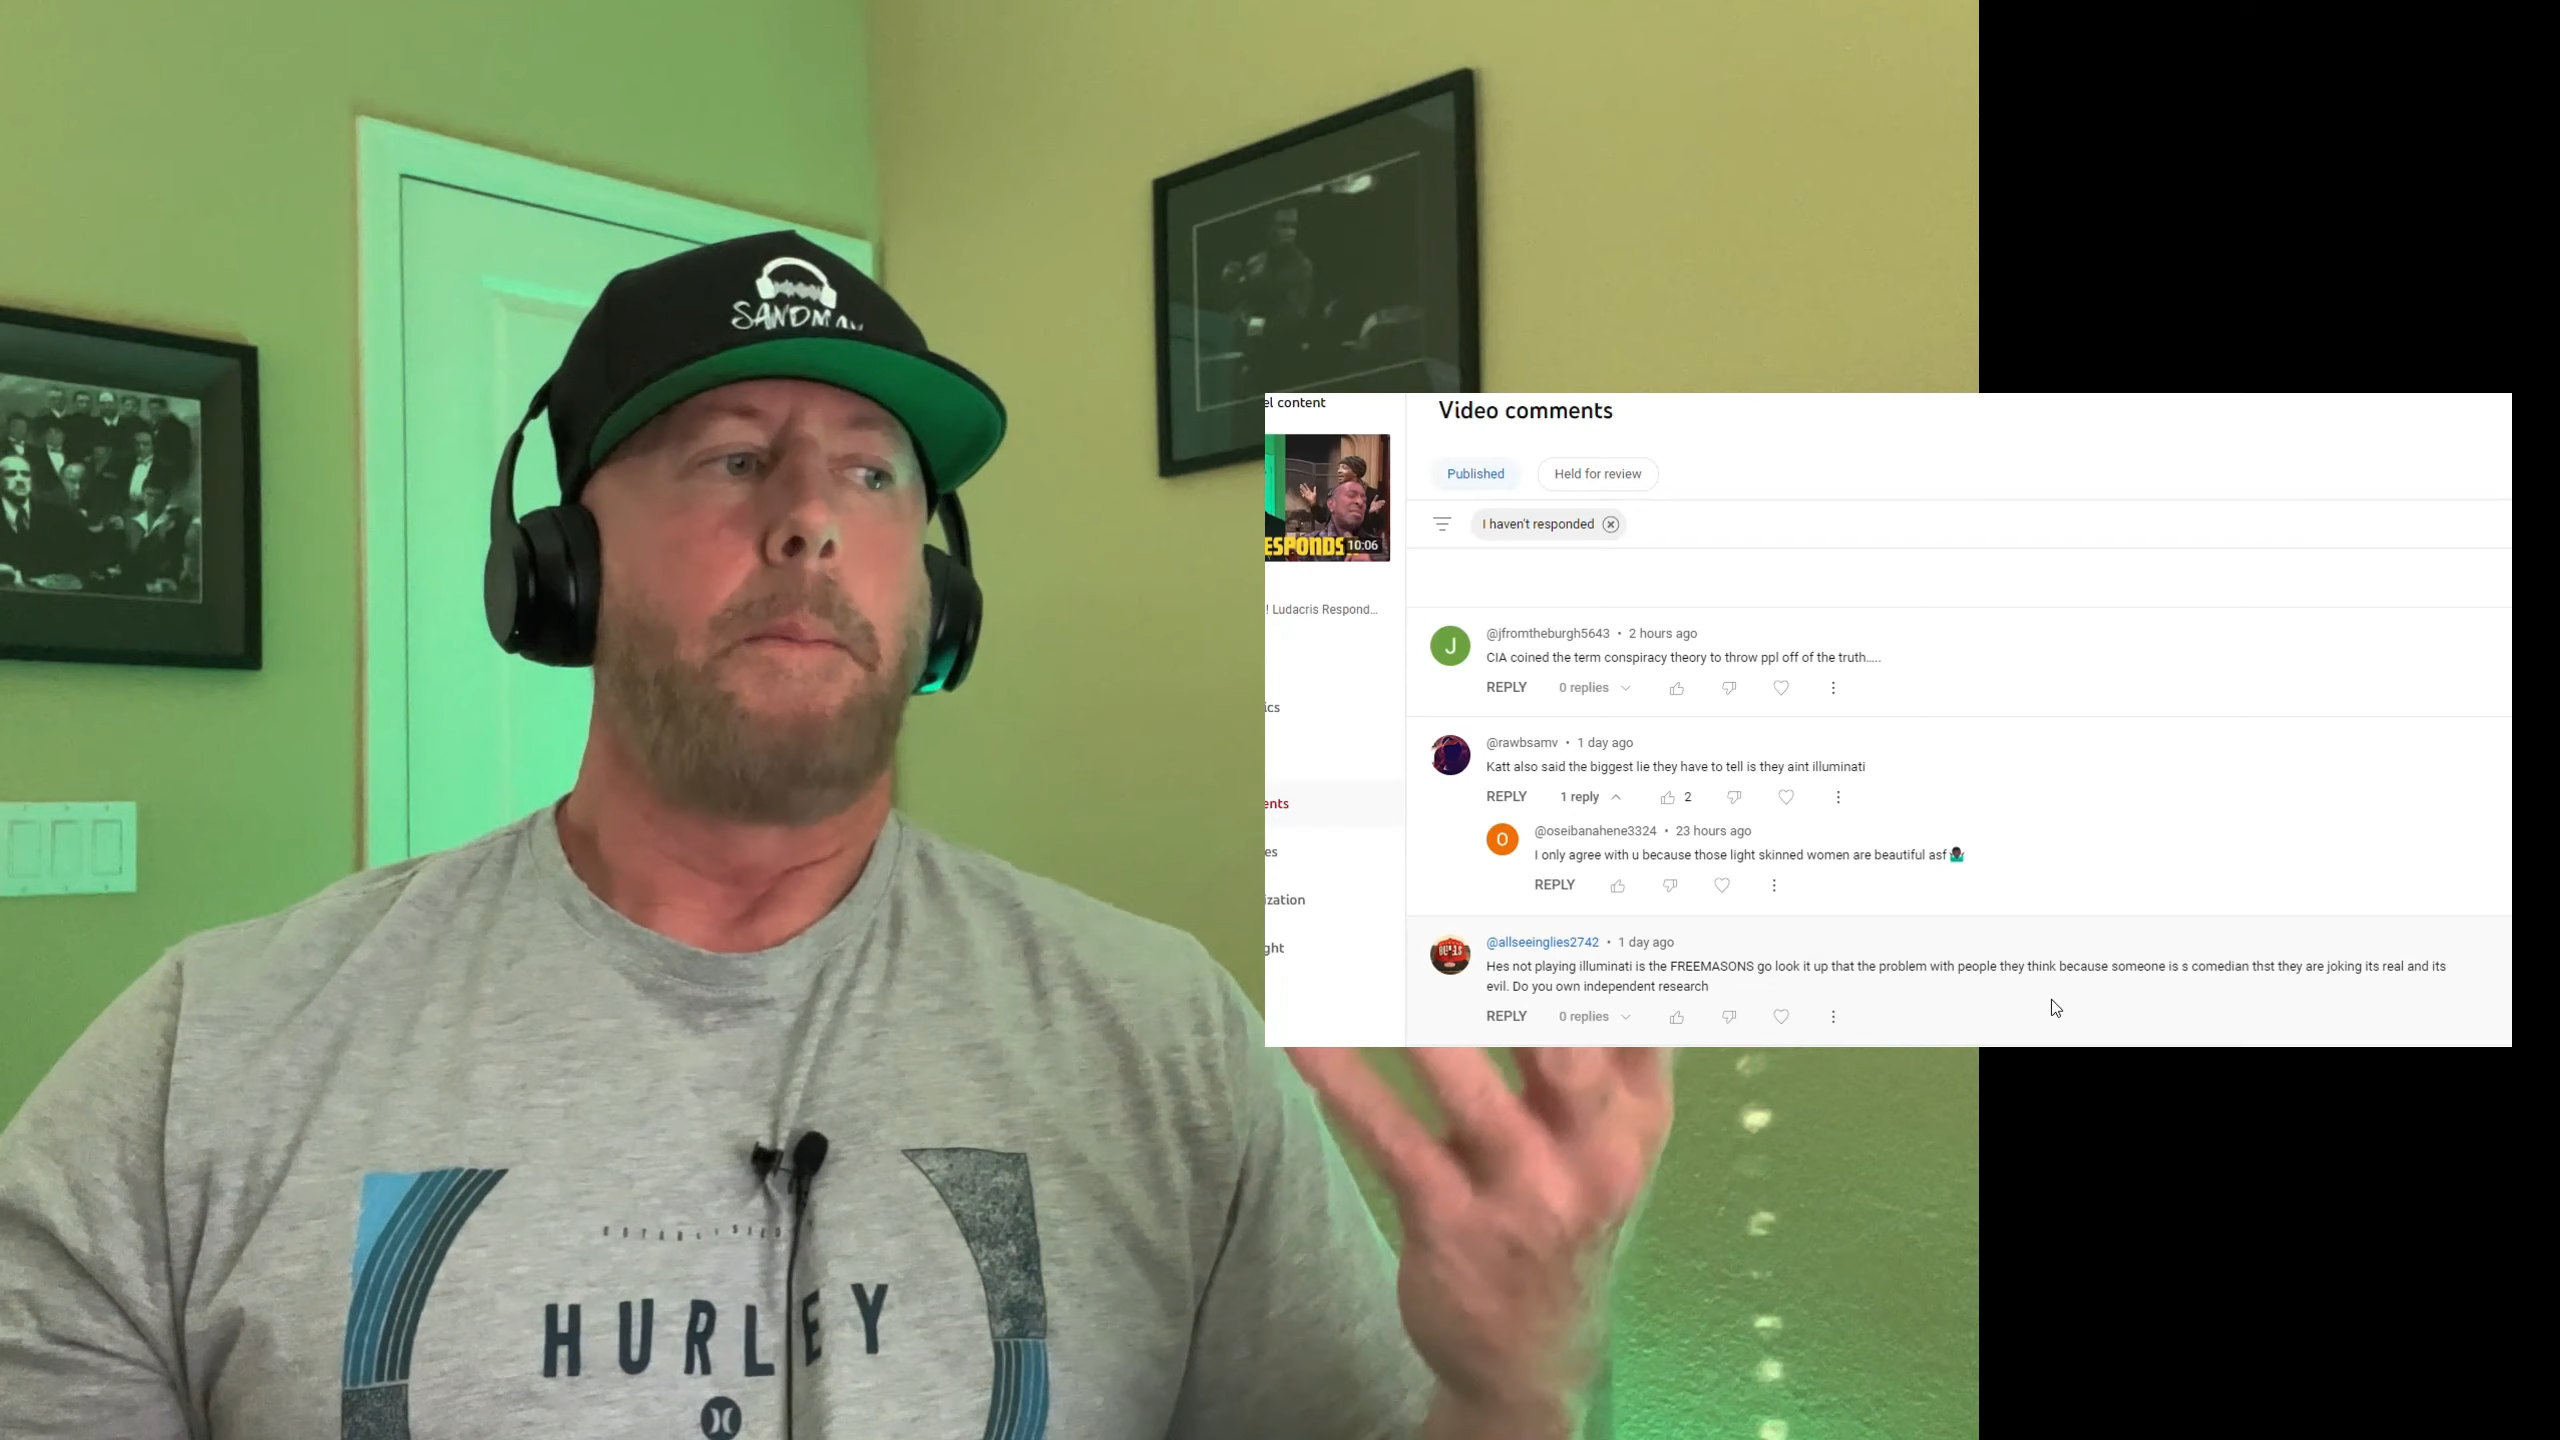 SANDMAN
HURLEY
el content
ESPONDS 10:06
! Ludacris Respond...
ics
ents
es
ization
ght
Video comments
Published
Held for review
I haven't responded
J
@jfromtheburgh5643 • 2 hours ago
CIA coined the term conspiracy theory to throw ppl off of the truth.....
REPLY 0 replies
@rawbsamv • 1 day ago
Katt also said the biggest lie they have to tell is they aint illuminati
REPLY 1 reply 2
O
@oseibanahene3324 • 23 hours ago
I only agree with u because those light skinned women are beautiful asf🤷🏿‍♂️
REPLY
@allseeinglies2742 • 1 day ago
Hes not playing illuminati is the FREEMASONS go look it up that the problem with people they think because someone is s comedian thst they are joking its real and its
evil. Do you own independent research
REPLY 0 replies